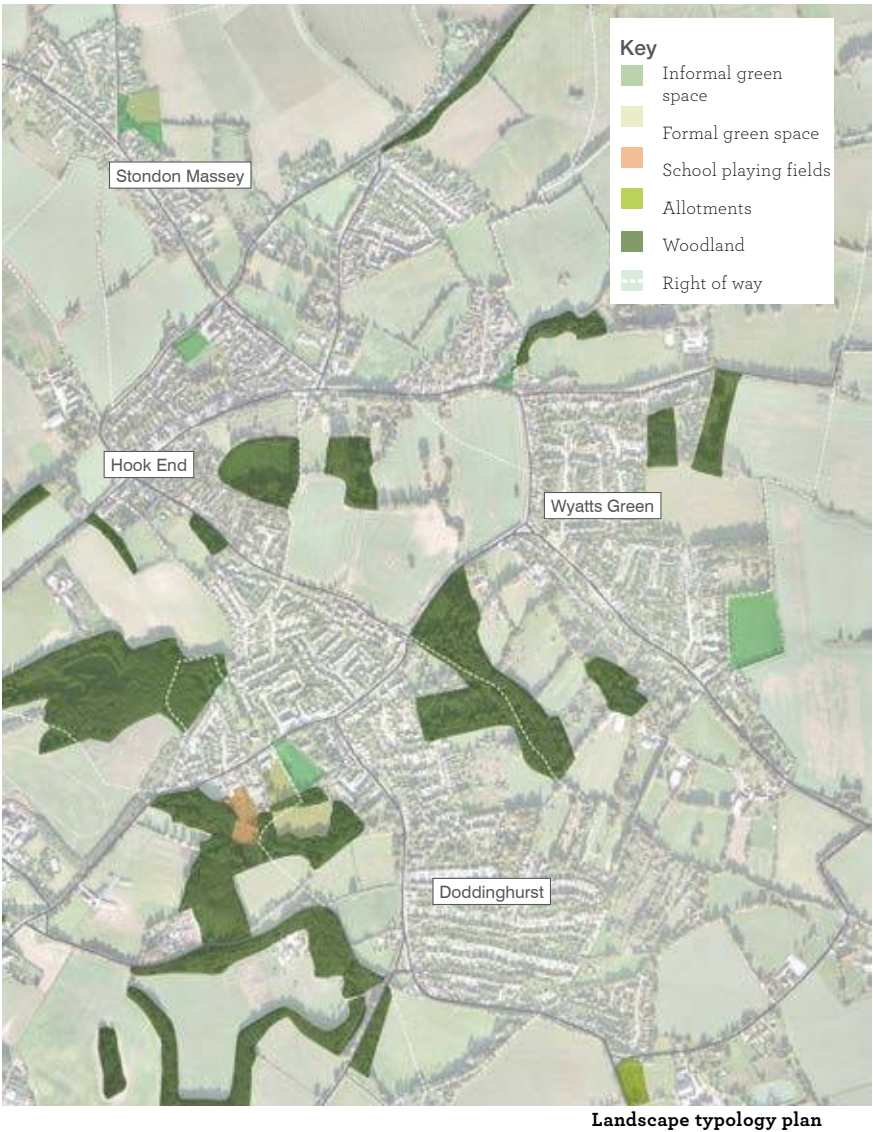 Key
Informal green
space
Formal green space
School playing fields
Allotments
Woodland
Right of way
Stondon Massey
Hook End
Wyatts Green
Doddinghurst
Landscape typology plan